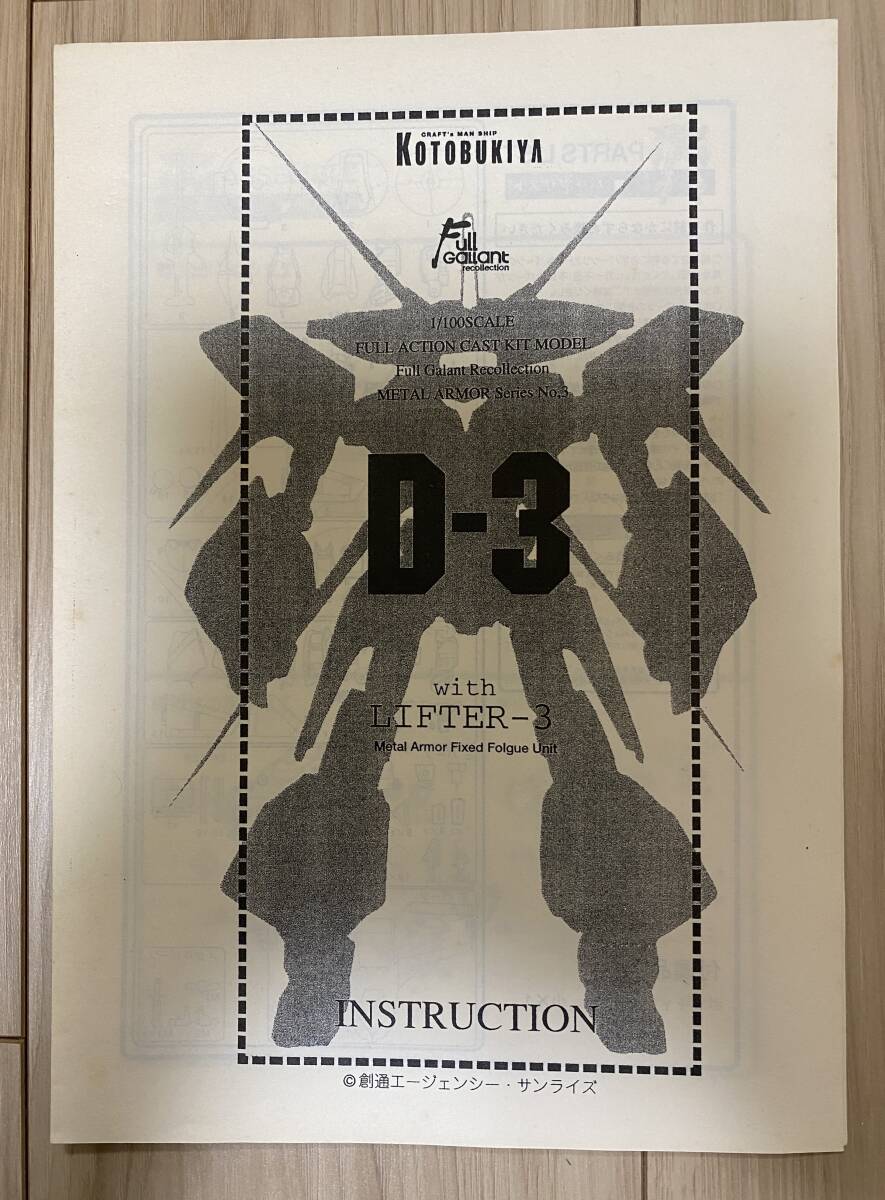 CRAFT's MAN SHIP
KOTOBUKIYA
Full
Gallant
recollection
1/100SCALE
FULL ACTION CAST KIT MODEL
Full Galant Recollection
METAL ARMOR Series No.3
D-3
with
LIFTER-3
Metal Armor Fixed Folgue Unit
INSTRUCTION
©創通エージェンシー・サンライズ